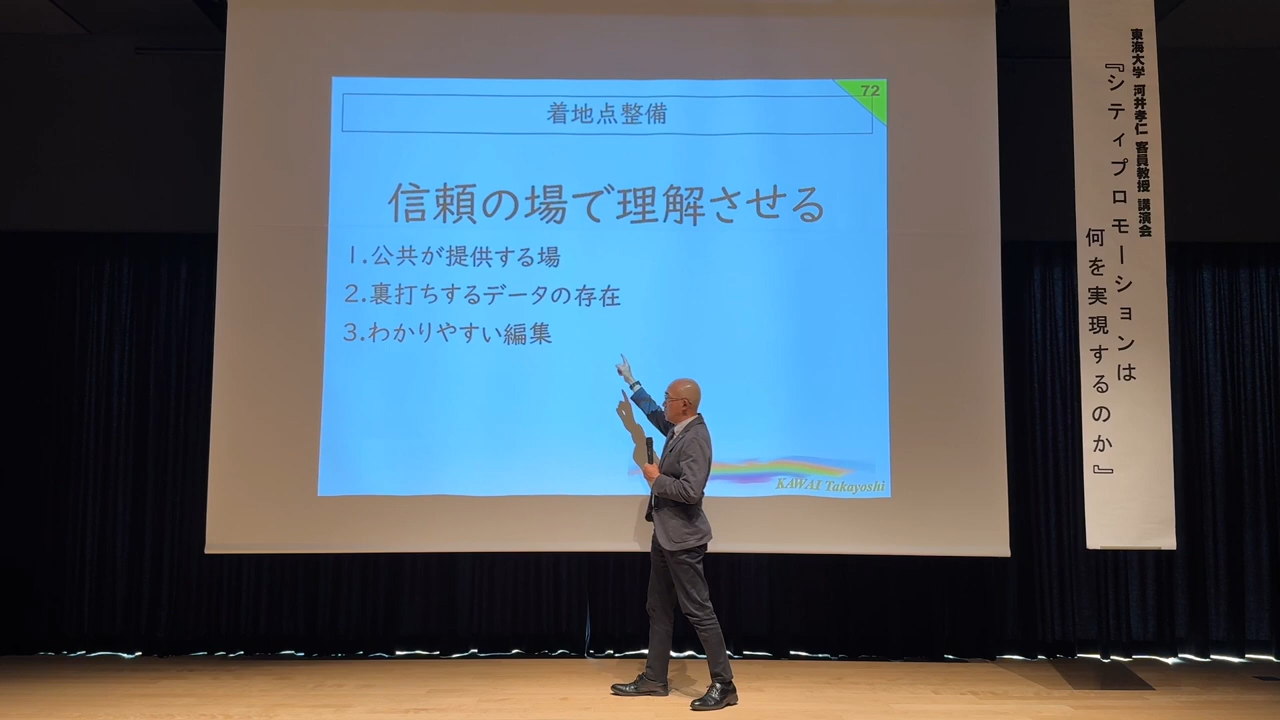 72
着地点整備
信頼の場で理解させる
1.公共が提供する場
2.裏打ちするデータの存在
3.わかりやすい編集
KAWAI Takayoshi
東海大学 河井孝仁 客員教授 講演会
『シティプロモーションは
何を実現するのか』